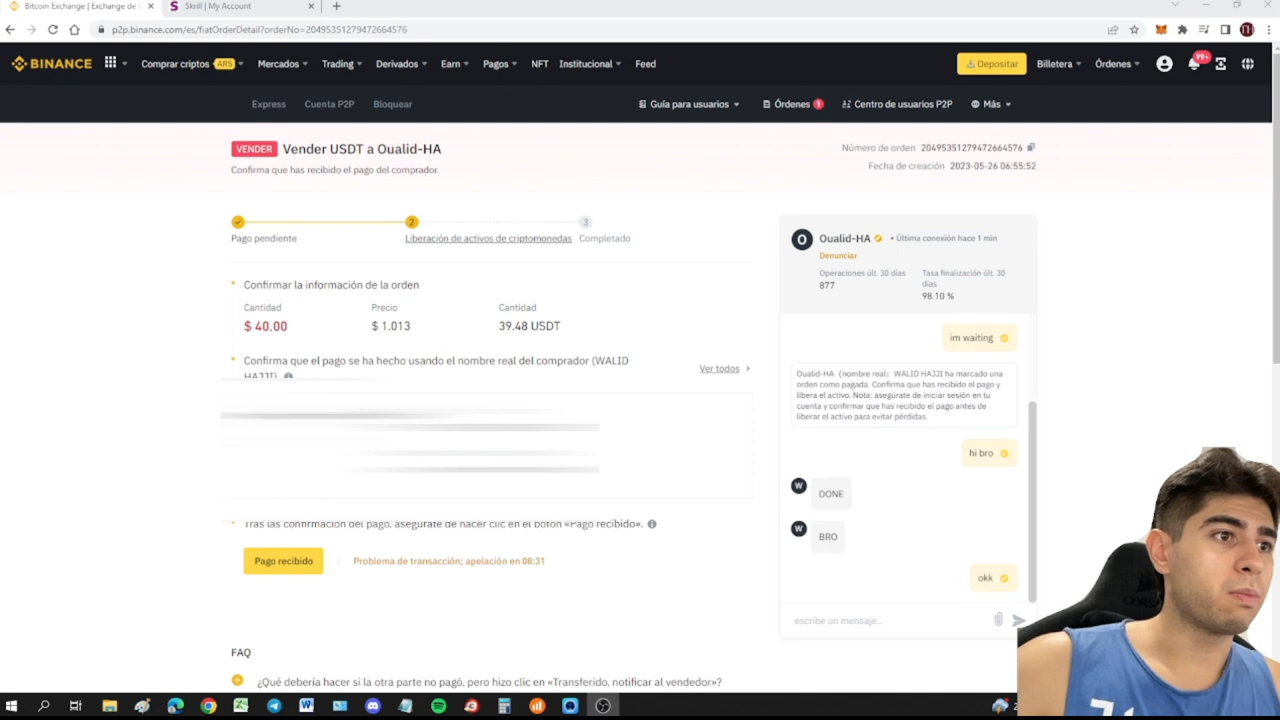 Bitcoin Exchange | Exchange de
Skrill | My Account
p2p.binance.com/es/fiatOrderDetail?orderNo=20495351279472664576
BINANCE
Comprar criptos ARS
Mercados
Trading
Derivados
Earn
Pagos
NFT
Institucional
Feed
Depositar
Billetera
Órdenes
99+
Express
Cuenta P2P
Bloquear
Guía para usuarios
Órdenes 1
Centro de usuarios P2P
Más
VENDER Vender USDT a Oualid-HA
Confirma que has recibido el pago del comprador.
Número de orden 20495351279472664576
Fecha de creación 2023-05-26 06:55:52
2
3
Pago pendiente
Liberación de activos de criptomonedas
Completado
Confirmar la información de la orden
Cantidad
Precio
Cantidad
$ 40.00
$ 1.013
39.48 USDT
Confirma que el pago se ha hecho usando el nombre real del comprador (WALID
HAJJI)
Ver todos
Tras las confirmación del pago, asegúrate de hacer clic en el botón «Pago recibido».
Pago recibido
Problema de transacción; apelación en 08:31
FAQ
¿Qué debería hacer si la otra parte no pagó, pero hizo clic en «Transferido, notificar al vendedor»?
O
Oualid-HA
• Última conexión hace 1 min
Denunciar
Operaciones últ. 30 días
877
Tasa finalización últ. 30
días
98.10 %
im waiting
Oualid-HA (nombre real: WALID HAJJI ha marcado una
orden como pagada. Confirma que has recibido el pago y
libera el activo. Nota: asegúrate de iniciar sesión en tu
cuenta y confirmar que has recibido el pago antes de
liberar el activo para evitar pérdidas.
hi bro
W
DONE
W
BRO
okk
escribe un mensaje...